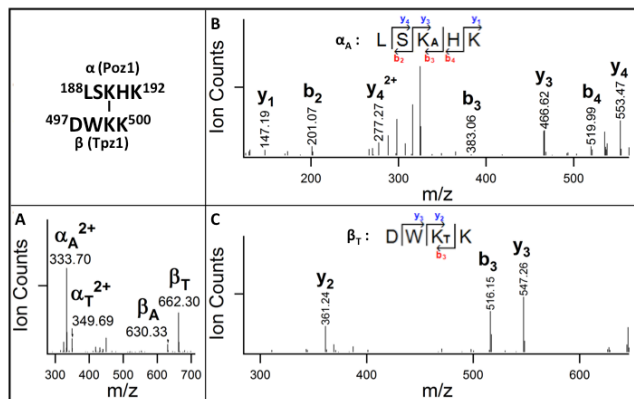 α (Poz1)
188LSKHK192
497DWKK500
β (Tpz1)
B
αA: L S KA H K
y4 y3 y1
b2 b3 b4
Ion Counts
y1 147.19
b2 201.07
y4 2+ 277.27
b3 383.06
y3 466.62
b4 519.99
y4 553.47
200 300 400 500
m/z
A
αA 2+
333.70
αT 2+
349.69
βA
630.33
βT
662.30
Ion Counts
300 400 500 600 700
m/z
C
βT: D W KT K
y3 y2
b3
Ion Counts
y2 361.24
b3 516.15
y3 547.26
300 400 500 600
m/z